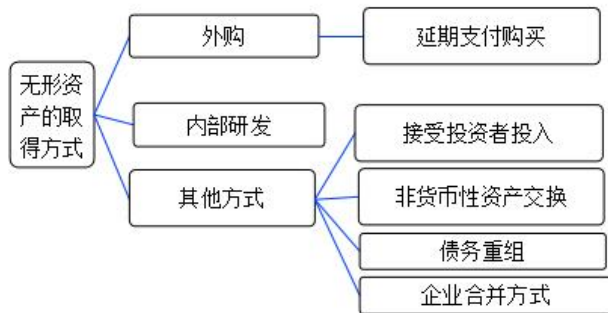 无形资
产的取
得方式
外购
延期支付购买
内部研发
其他方式
接受投资者投入
非货币性资产交换
债务重组
企业合并方式